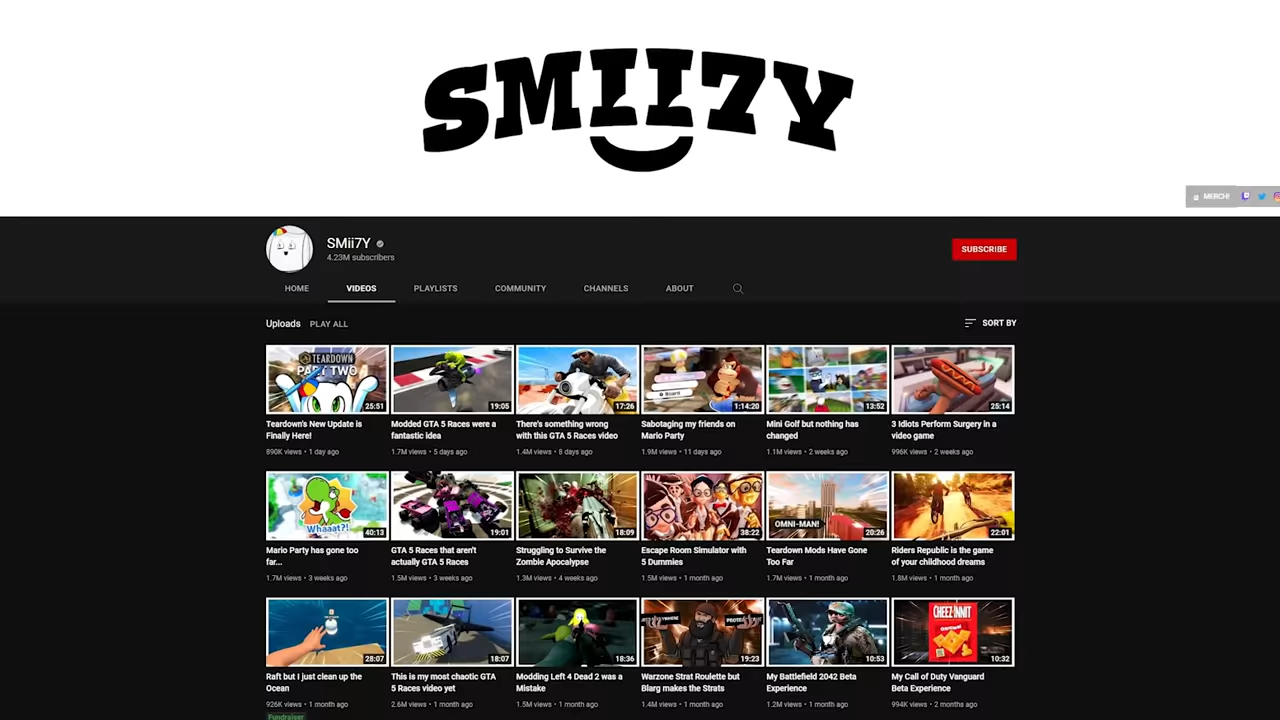 SMII7Y
MERCH!
SMii7Y
4.23M subscribers
SUBSCRIBE
HOME VIDEOS PLAYLISTS COMMUNITY CHANNELS ABOUT
Uploads PLAY ALL SORT BY
TEARDOWN
PART TWO
Board
25:51 19:05 17:26 1:14:20 13:52 25:14
Teardown's New Update is Modded GTA 5 Races were a There's something wrong Sabotaging my friends on Mini Golf but nothing has 3 Idiots Perform Surgery in a
Finally Here! fantastic idea with this GTA 5 Races video Mario Party changed video game
890K views • 1 day ago 1.7M views • 5 days ago 1.4M views • 8 days ago 1.9M views • 11 days ago 1.1M views • 2 weeks ago 996K views • 2 weeks ago
Whaaat?! OMNI-MAN!
40:13 19:01 18:09 38:22 20:26 22:01
Mario Party has gone too GTA 5 Races that aren't Struggling to Survive the Escape Room Simulator with Teardown Mods Have Gone Riders Republic is the game
far... actually GTA 5 Races Zombie Apocalypse 5 Dummies Too Far of your childhood dreams
1.7M views • 3 weeks ago 1.5M views • 3 weeks ago 1.3M views • 4 weeks ago 1.5M views • 1 month ago 1.7M views • 1 month ago 1.8M views • 1 month ago
CHEEZ-INNIT
28:07 18:07 18:36 19:23 10:53 10:32
Raft but I just clean up the This is my most chaotic GTA Modding Left 4 Dead 2 was a Warzone Strat Roulette but My Battlefield 2042 Beta My Call of Duty Vanguard
Ocean 5 Races video yet Mistake Blarg makes the Strats Experience Beta Experience
926K views • 1 month ago 2.6M views • 1 month ago 1.5M views • 1 month ago 1.4M views • 1 month ago 1.2M views • 1 month ago 994K views • 2 months ago
Fundraiser